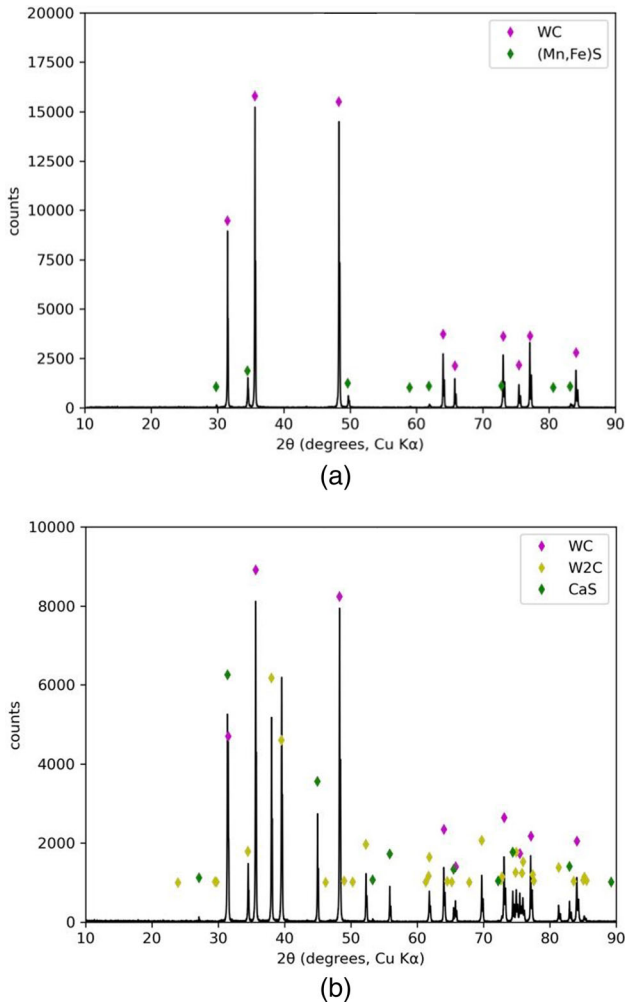 20000
17500
15000
12500
10000
7500
5000
2500
0
counts
WC
(Mn,Fe)S
10 20 30 40 50 60 70 80 90
2θ (degrees, Cu Kα)
(a)
10000
8000
6000
4000
2000
0
counts
WC
W2C
CaS
10 20 30 40 50 60 70 80 90
2θ (degrees, Cu Kα)
(b)